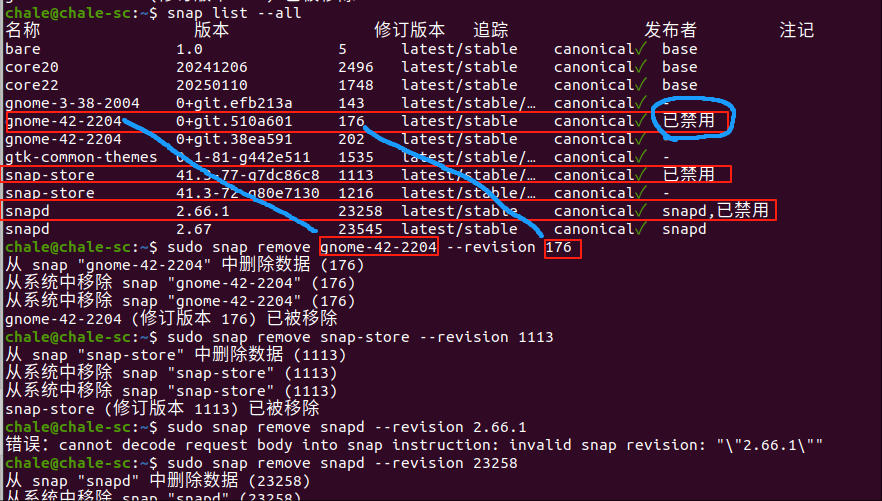 chale@chale-sc:~$ snap list --all
名称 版本 修订版本 追踪 发布者 注记
bare 1.0 5 latest/stable canonical✓ base
core20 20241206 2496 latest/stable canonical✓ base
core22 20250110 1748 latest/stable canonical✓ base
gnome-3-38-2004 0+git.efb213a 143 latest/stable/… canonical✓ -
gnome-42-2204 0+git.510a601 176 latest/stable canonical✓ 已禁用
gnome-42-2204 0+git.38ea591 202 latest/stable canonical✓ -
gtk-common-themes 0.1-81-g442e511 1535 latest/stable/… canonical✓ -
snap-store 41.3-77-g7dc86c8 1113 latest/stable/… canonical✓ 已禁用
snap-store 41.3-72-g80e7130 1216 latest/stable/… canonical✓ -
snapd 2.66.1 23258 latest/stable canonical✓ snapd,已禁用
snapd 2.67 23545 latest/stable canonical✓ snapd
chale@chale-sc:~$ sudo snap remove gnome-42-2204 --revision 176
从 snap "gnome-42-2204" 中删除数据 (176)
从系统中移除 snap "gnome-42-2204" (176)
从系统中移除 snap "gnome-42-2204" (176)
gnome-42-2204 (修订版本 176) 已被移除
chale@chale-sc:~$ sudo snap remove snap-store --revision 1113
从 snap "snap-store" 中删除数据 (1113)
从系统中移除 snap "snap-store" (1113)
从系统中移除 snap "snap-store" (1113)
snap-store (修订版本 1113) 已被移除
chale@chale-sc:~$ sudo snap remove snapd --revision 2.66.1
错误：cannot decode request body into snap instruction: invalid snap revision: "\"2.66.1\""
chale@chale-sc:~$ sudo snap remove snapd --revision 23258
从 snap "snapd" 中删除数据 (23258)
从系统中移除 snap "snapd" (23258)